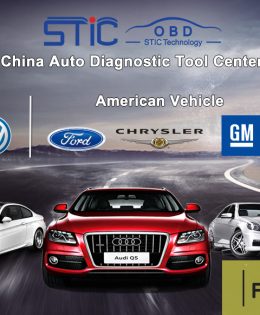 STIC OBD
STIC Technology
China Auto Diagnostic Tool Center
American Vehicle
Ford CHRYSLER GM
Audi Q5
F